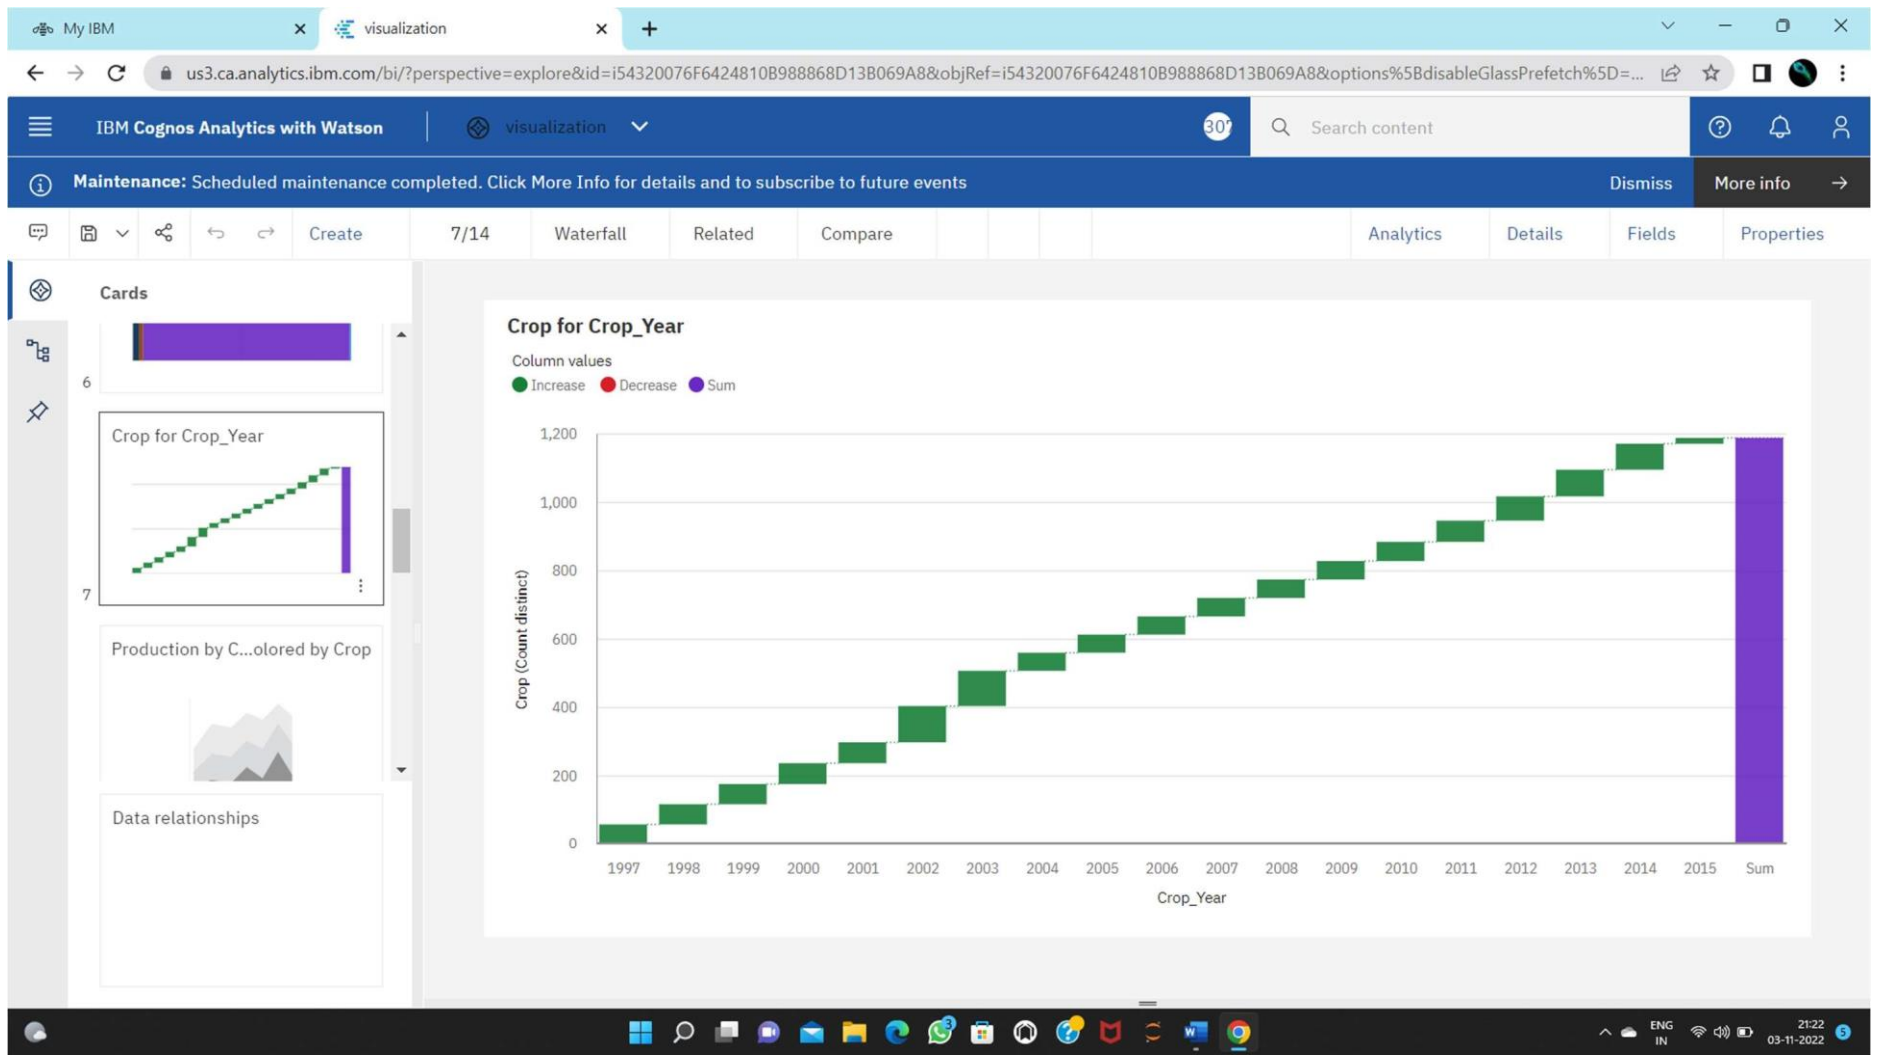 My IBM
visualization
us3.ca.analytics.ibm.com/bi/?perspective=explore&id=i54320076F6424810B988868D13B069A8&objRef=i54320076F6424810B988868D13B069A8&options%5BdisableGlassPrefetch%5D=...
IBM Cognos Analytics with Watson
visualization
307
Search content
Maintenance: Scheduled maintenance completed. Click More Info for details and to subscribe to future events
Dismiss
More info
Create
7/14
Waterfall
Related
Compare
Analytics
Details
Fields
Properties
Cards
6
Crop for Crop_Year
7
Production by C...olored by Crop
Data relationships
Crop for Crop_Year
Column values
Increase Decrease Sum
Crop (Count distinct)
1,200
1,000
800
600
400
200
0
1997 1998 1999 2000 2001 2002 2003 2004 2005 2006 2007 2008 2009 2010 2011 2012 2013 2014 2015 Sum
Crop_Year
3
ENG
IN
21:22
03-11-2022
5